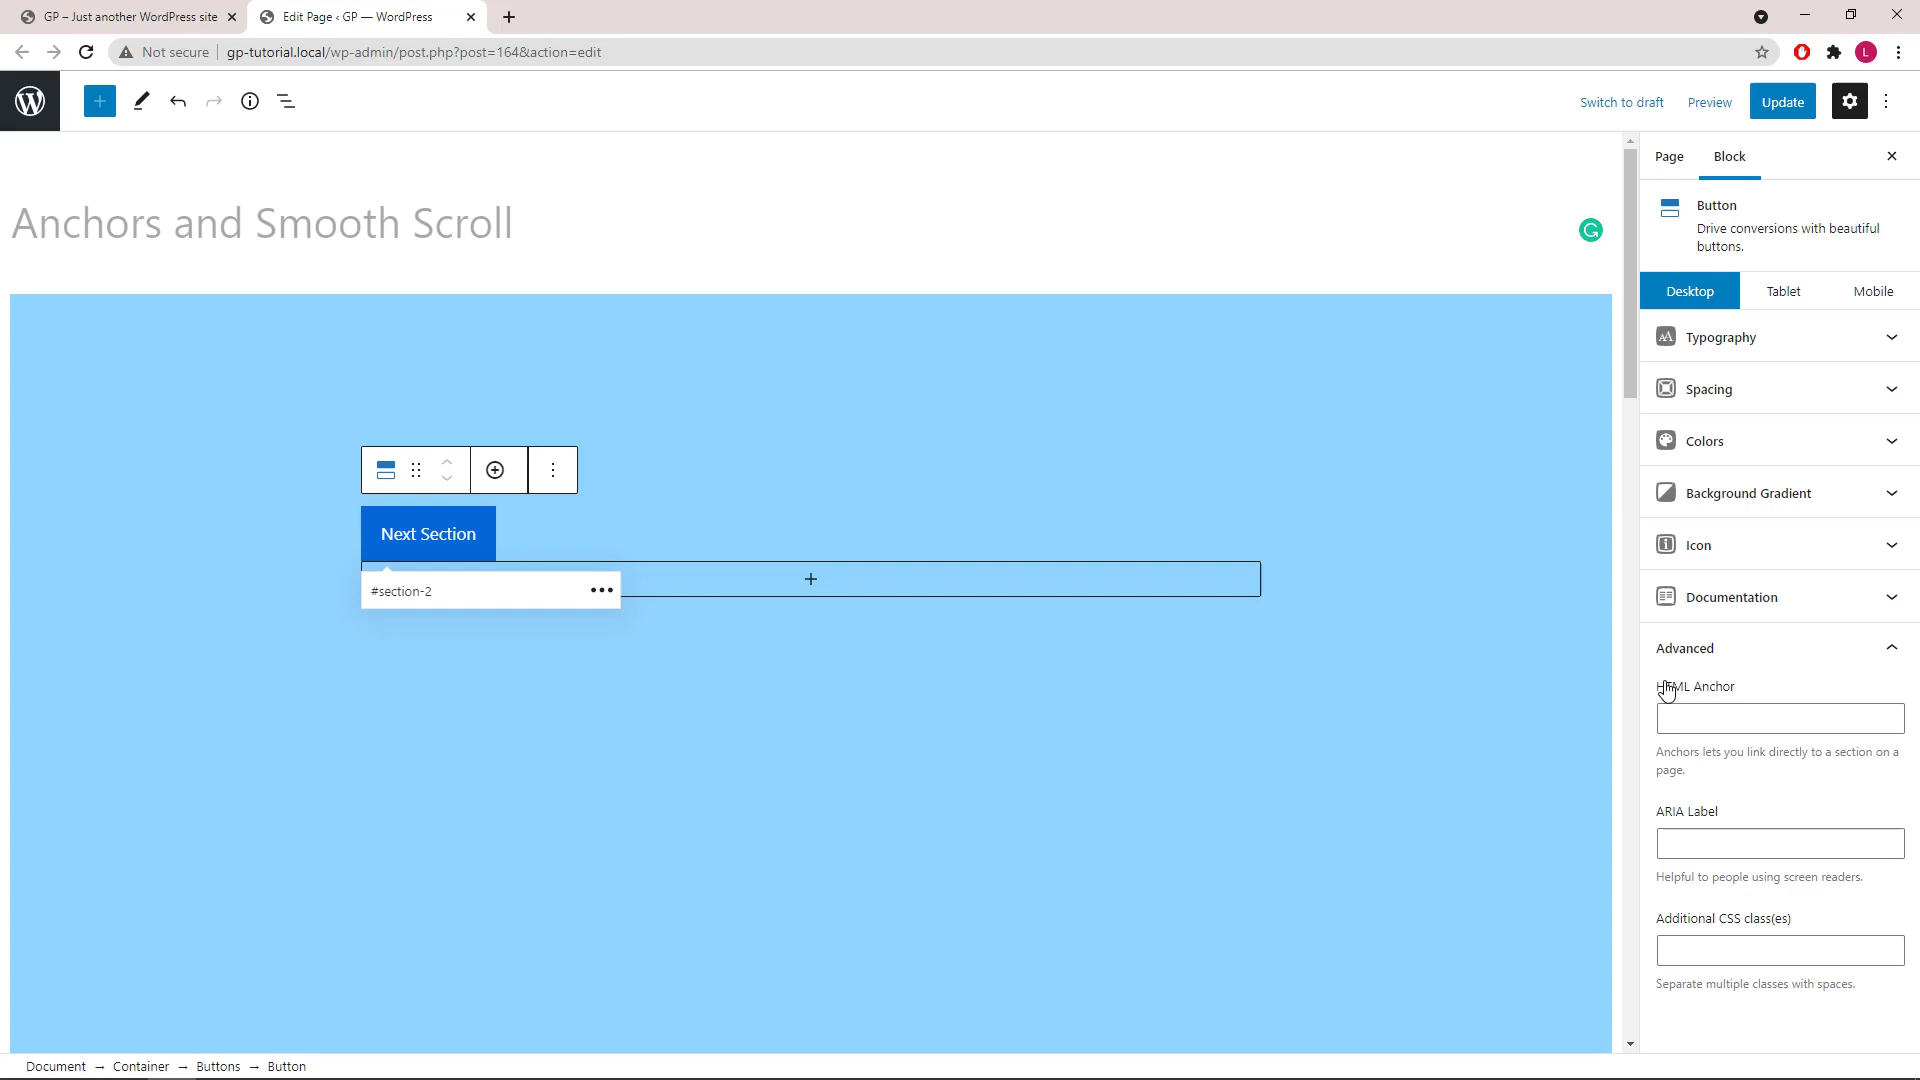 GP – Just another WordPress site
Edit Page ‹ GP — WordPress
Not secure
gp-tutorial.local/wp-admin/post.php?post=164&action=edit
L
Switch to draft
Preview
Update
Page
Block
Anchors and Smooth Scroll
Button
Drive conversions with beautiful
buttons.
Desktop
Tablet
Mobile
Typography
Spacing
Colors
Background Gradient
Icon
Documentation
Next Section
#section-2
Advanced
HTML Anchor
Anchors lets you link directly to a section on a
page.
ARIA Label
Helpful to people using screen readers.
Additional CSS class(es)
Separate multiple classes with spaces.
Document → Container → Buttons → Button